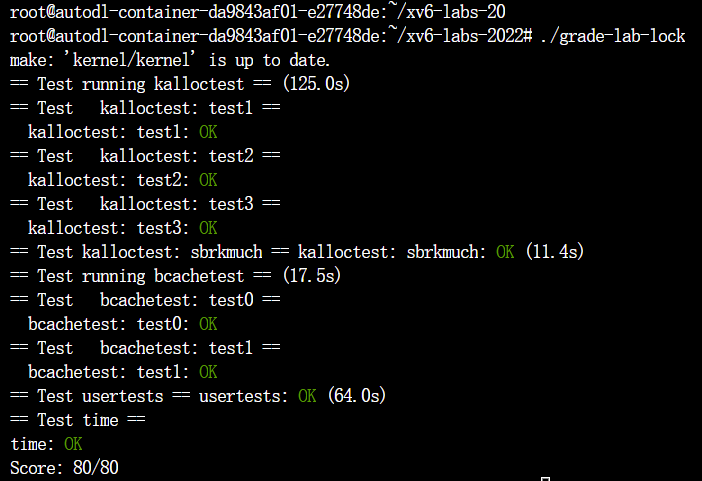 root@autodl-container-da9843af01-e27748de:~/xv6-labs-20
root@autodl-container-da9843af01-e27748de:~/xv6-labs-2022# ./grade-lab-lock
make: 'kernel/kernel' is up to date.
== Test running kalloctest == (125.0s)
== Test   kalloctest: test1 ==
  kalloctest: test1: OK
== Test   kalloctest: test2 ==
  kalloctest: test2: OK
== Test   kalloctest: test3 ==
  kalloctest: test3: OK
== Test kalloctest: sbrkmuch == kalloctest: sbrkmuch: OK (11.4s)
== Test running bcachetest == (17.5s)
== Test   bcachetest: test0 ==
  bcachetest: test0: OK
== Test   bcachetest: test1 ==
  bcachetest: test1: OK
== Test usertests == usertests: OK (64.0s)
== Test time ==
time: OK
Score: 80/80